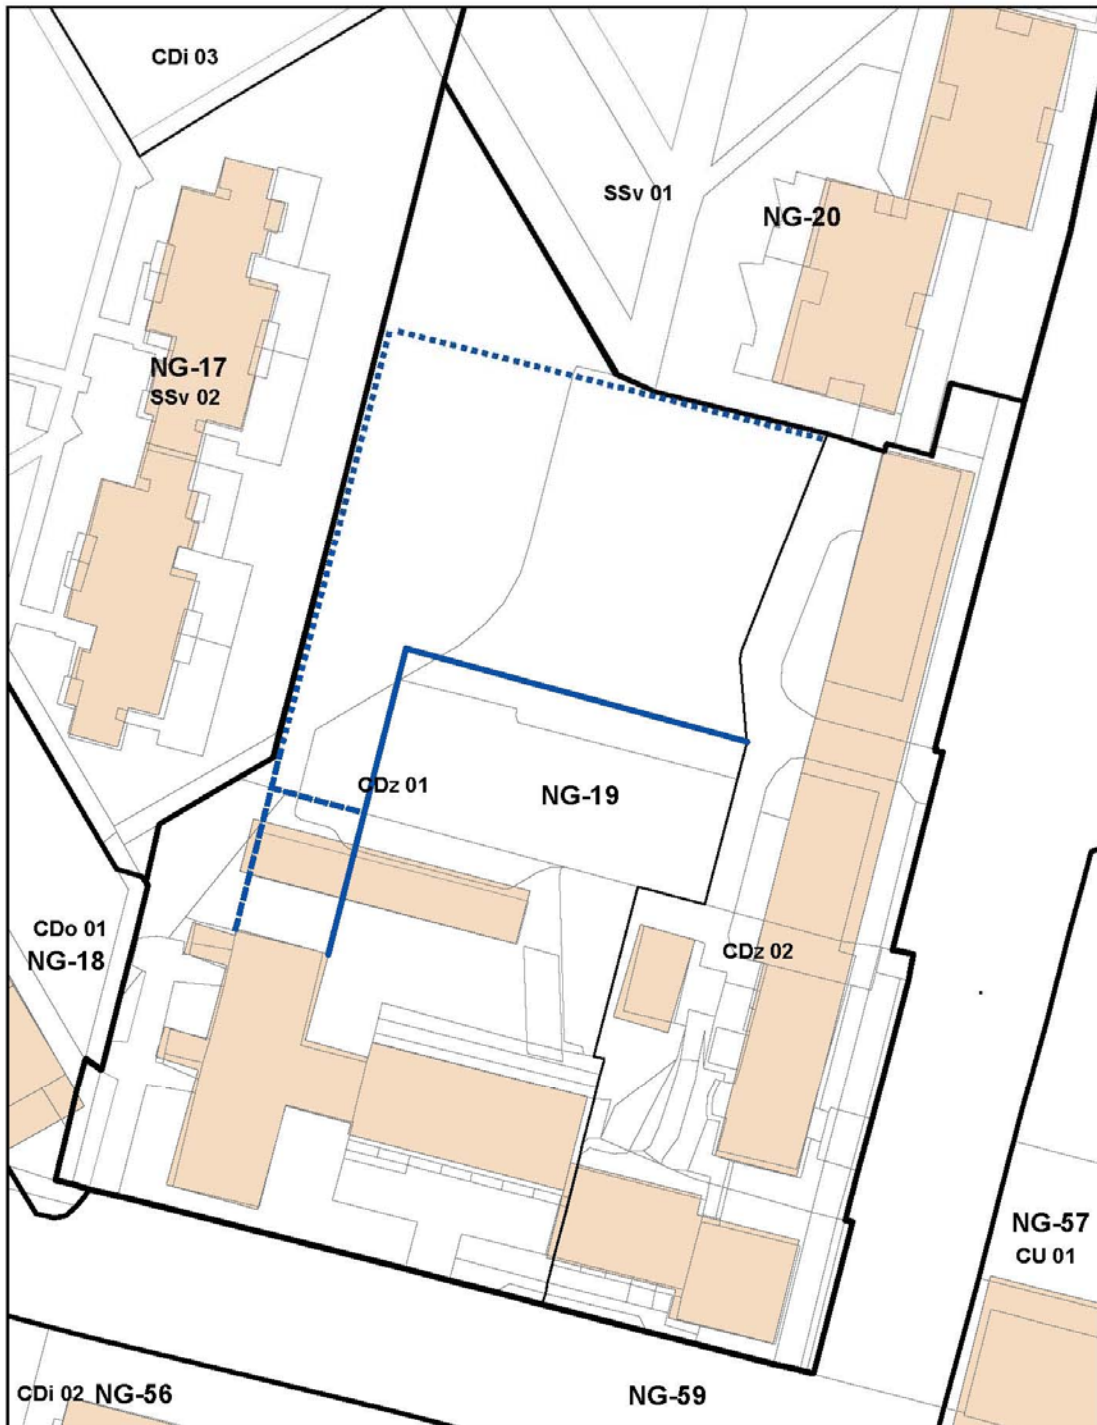 CDi 03
SSv 01
NG-20
NG-17
SSv 02
CDz 01
NG-19
CDo 01
NG-18
CDz 02
NG-57
CU 01
CDi 02 NG-56
NG-59